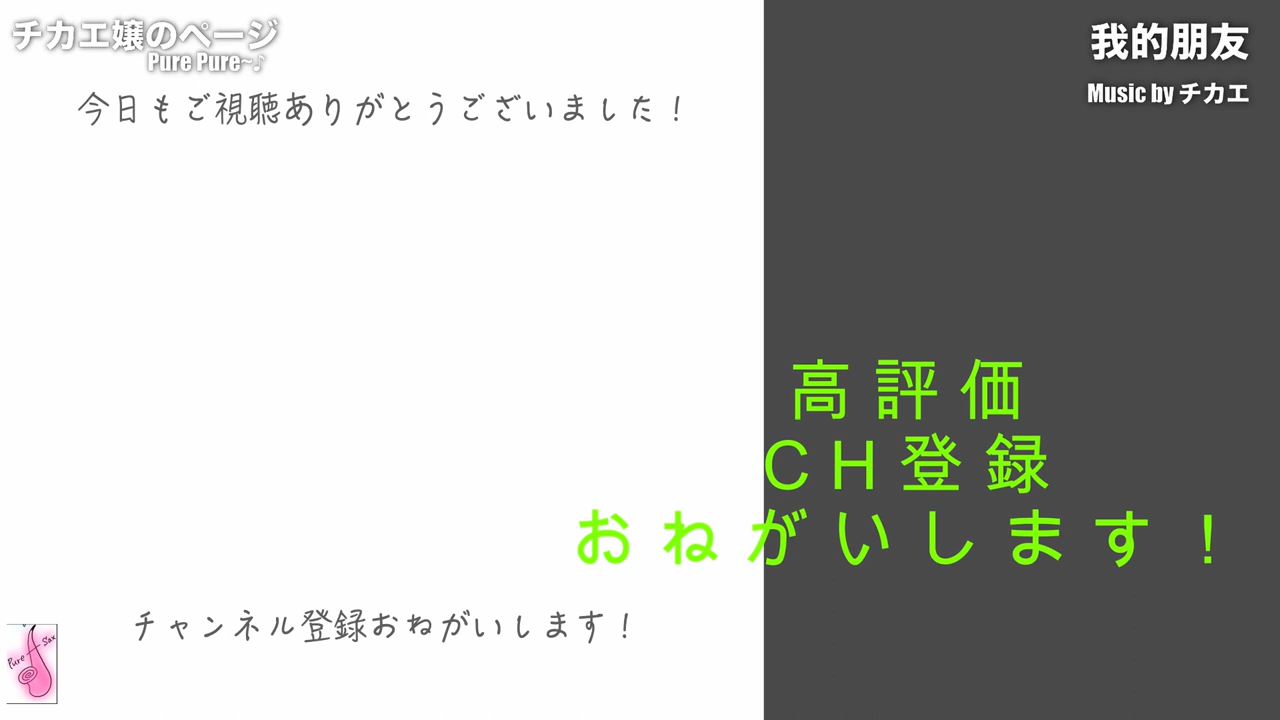 チカエ嬢のページ
Pure Pure~♪
我的朋友
Music by チカエ
今日もご視聴ありがとうございました！
高評価
CH登録
おねがいします！
チャンネル登録おねがいします！
Pure Sax